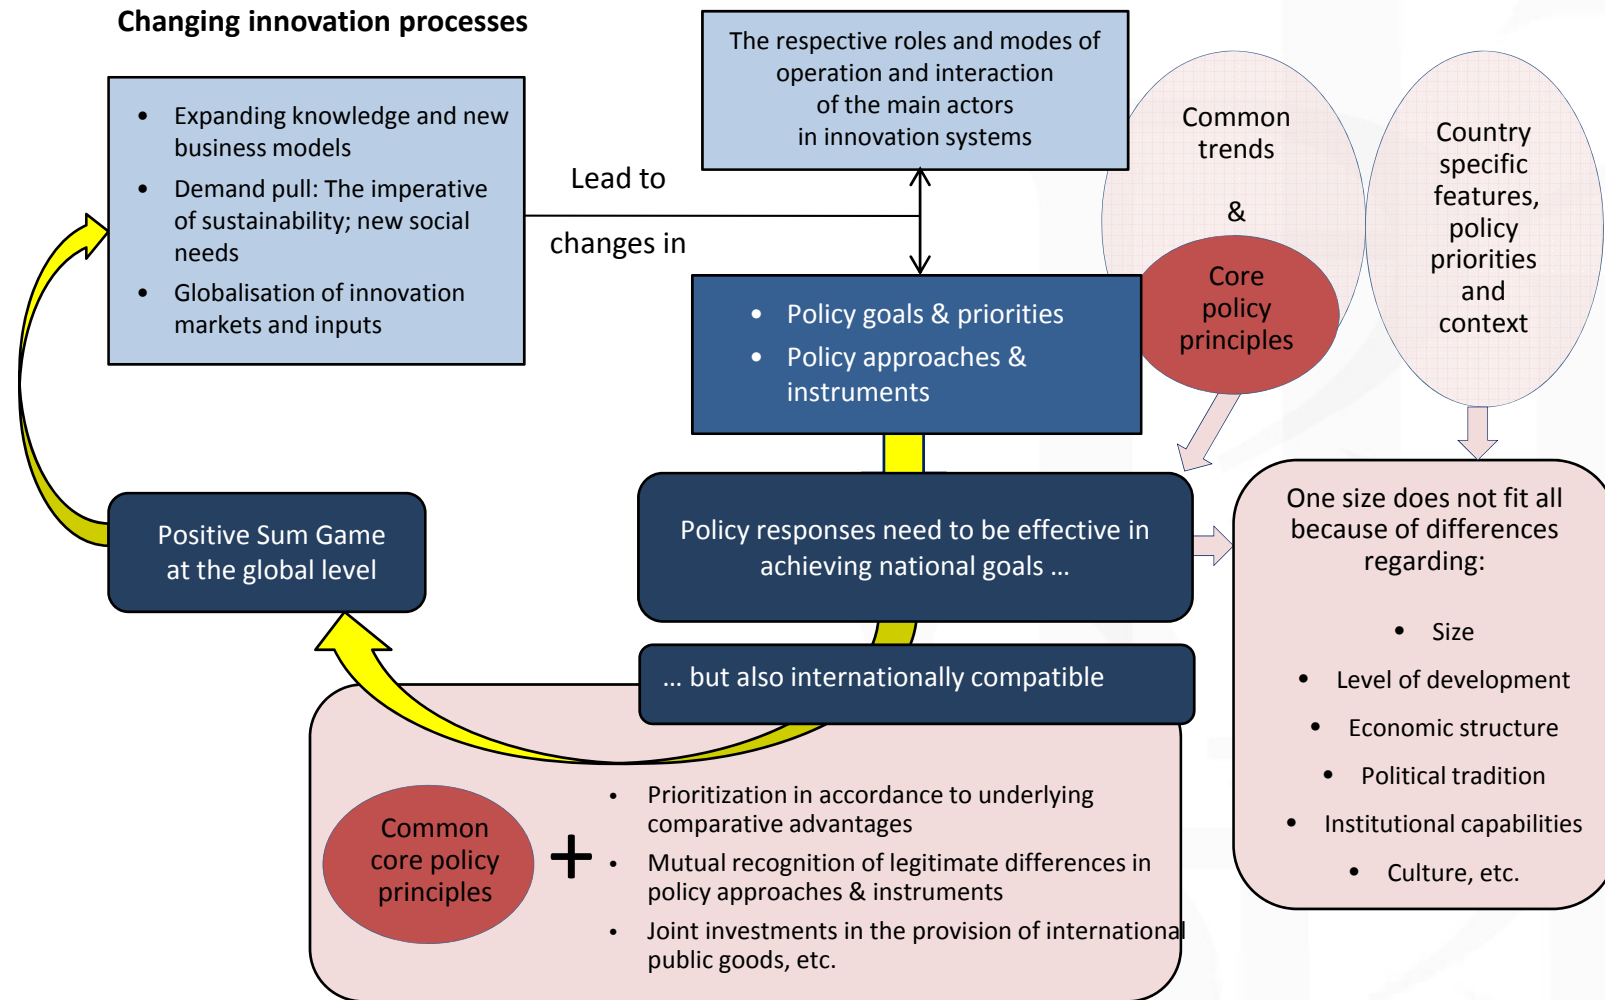 Changing innovation processes
• Expanding knowledge and new
business models
• Demand pull: The imperative
of sustainability; new social
needs
• Globalisation of innovation
markets and inputs
Lead to
changes in
The respective roles and modes of
operation and interaction
of the main actors
in innovation systems
• Policy goals & priorities
• Policy approaches &
instruments
Common
trends
&
Core
policy
principles
Country
specific
features,
policy
priorities
and
context
Positive Sum Game
at the global level
Policy responses need to be effective in
achieving national goals …
… but also internationally compatible
One size does not fit all
because of differences
regarding:
• Size
• Level of development
• Economic structure
• Political tradition
• Institutional capabilities
• Culture, etc.
Common
core policy
principles
+
• Prioritization in accordance to underlying
comparative advantages
• Mutual recognition of legitimate differences in
policy approaches & instruments
• Joint investments in the provision of international
public goods, etc.